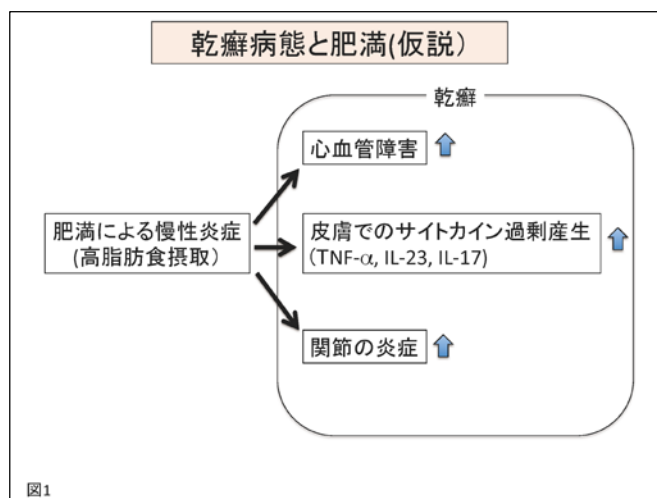 乾癬病態と肥満(仮説）
乾癬
心血管障害
肥満による慢性炎症
(高脂肪食摂取）
皮膚でのサイトカイン過剰産生
（TNF-α, IL-23, IL-17)
関節の炎症
図1